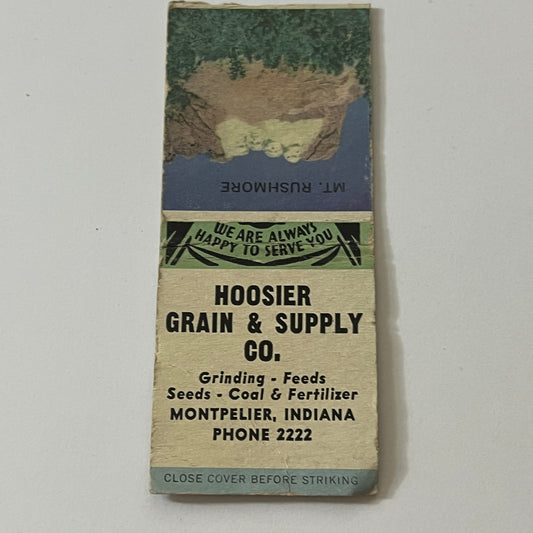 MT. RUSHMORE
WE ARE ALWAYS
HAPPY TO SERVE YOU
HOOSIER
GRAIN & SUPPLY
CO.
Grinding - Feeds
Seeds - Coal & Fertilizer
MONTPELIER, INDIANA
PHONE 2222
CLOSE COVER BEFORE STRIKING